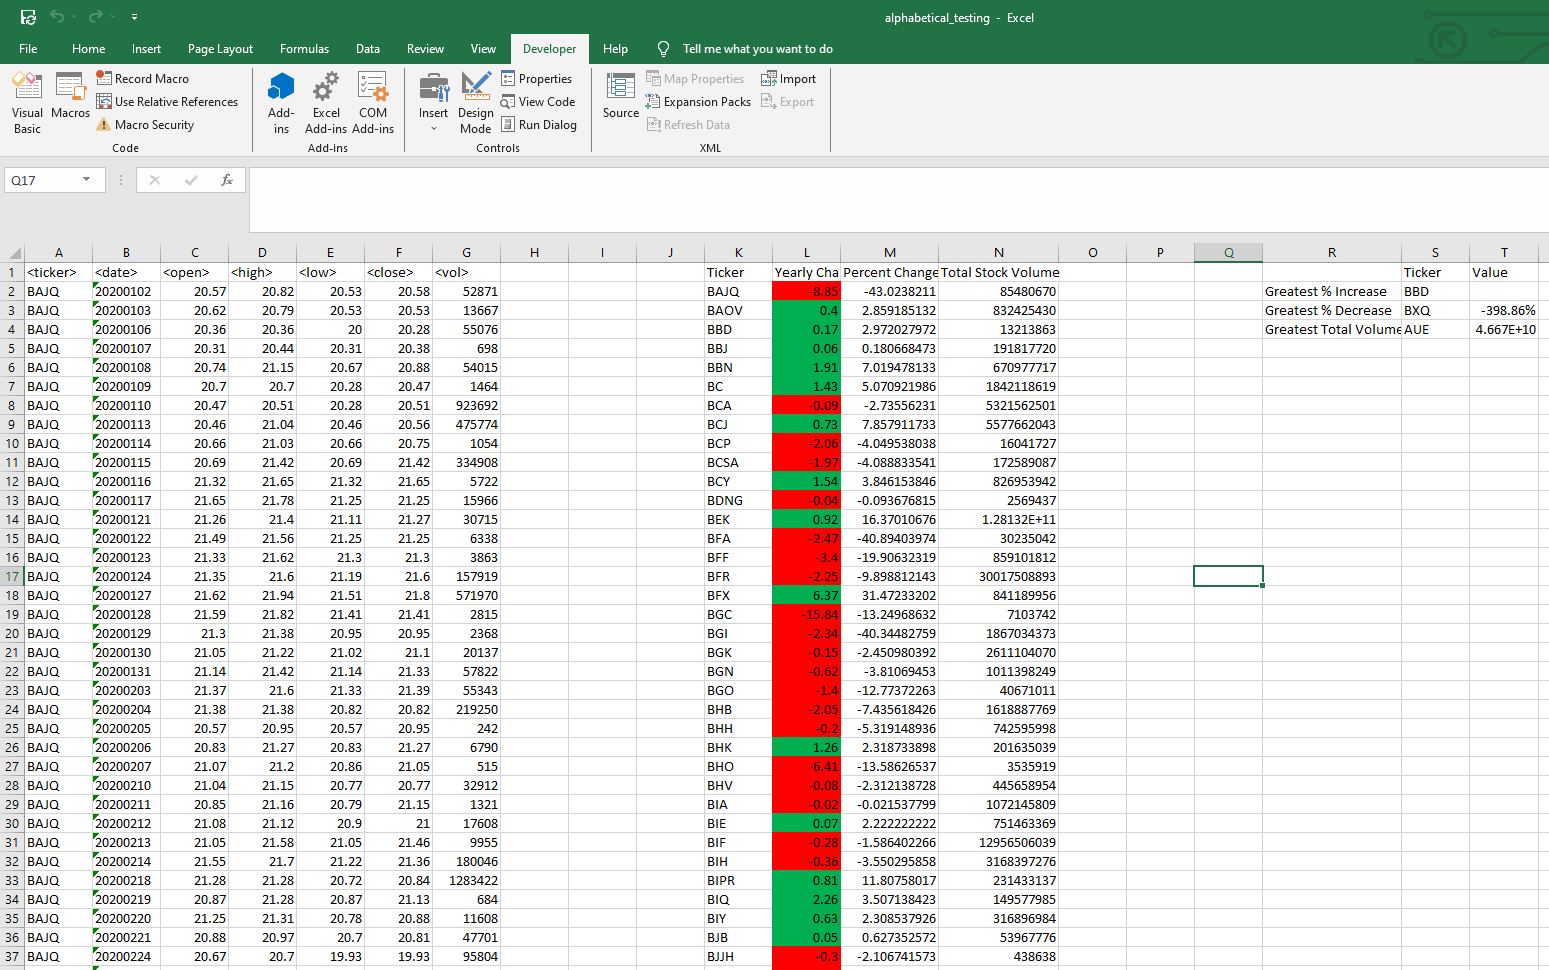 alphabetical_testing - Excel
File Home Insert Page Layout Formulas Data Review View Developer Help Tell me what you want to do
Visual Basic Macros Record Macro Use Relative References Macro Security Code
Add-ins Excel Add-ins COM Add-ins Add-ins
Insert Design Mode Properties View Code Run Dialog Controls
Source Map Properties Expansion Packs Refresh Data Import Export XML
Q17 fx
A B C D E F G H I J K L M N O P Q R S T
1 <ticker> <date> <open> <high> <low> <close> <vol> Ticker Yearly Cha Percent Change Total Stock Volume Ticker Value
2 BAJQ 20200102 20.57 20.82 20.53 20.58 52871 BAJQ -8.85 -43.0238211 85480670 Greatest % Increase BBD
3 BAJQ 20200103 20.62 20.79 20.53 20.53 13667 BAOV 0.4 2.859185132 832425430 Greatest % Decrease BXQ -398.86%
4 BAJQ 20200106 20.36 20.36 20 20.28 55076 BBD 0.17 2.972027972 13213863 Greatest Total Volume AUE 4.667E+10
5 BAJQ 20200107 20.31 20.44 20.31 20.38 698 BBJ 0.06 0.180668473 191817720
6 BAJQ 20200108 20.74 21.15 20.67 20.88 54015 BBN 1.91 7.019478133 670977717
7 BAJQ 20200109 20.7 20.7 20.28 20.47 1464 BC 1.43 5.070921986 1842118619
8 BAJQ 20200110 20.47 20.51 20.28 20.51 923692 BCA -0.09 -2.73556231 5321562501
9 BAJQ 20200113 20.46 21.04 20.46 20.56 475774 BCJ 0.73 7.857911733 5577662043
10 BAJQ 20200114 20.66 21.03 20.66 20.75 1054 BCP -2.06 -4.049538038 16041727
11 BAJQ 20200115 20.69 21.42 20.69 21.42 334908 BCSA -1.97 -4.088833541 172589087
12 BAJQ 20200116 21.32 21.65 21.32 21.65 5722 BCY 1.54 3.846153846 826953942
13 BAJQ 20200117 21.65 21.78 21.25 21.25 15966 BDNG -0.04 -0.093676815 2569437
14 BAJQ 20200121 21.26 21.4 21.11 21.27 30715 BEK 0.92 16.37010676 1.28132E+11
15 BAJQ 20200122 21.49 21.56 21.25 21.25 6338 BFA -2.47 -40.89403974 30235042
16 BAJQ 20200123 21.33 21.62 21.3 21.3 3863 BFF -3.4 -19.90632319 859101812
17 BAJQ 20200124 21.35 21.6 21.19 21.6 157919 BFR -2.25 -9.898812143 30017508893
18 BAJQ 20200127 21.62 21.94 21.51 21.8 571970 BFX 6.37 31.47233202 841189956
19 BAJQ 20200128 21.59 21.82 21.41 21.41 2815 BGC -15.84 -13.24968632 7103742
20 BAJQ 20200129 21.3 21.38 20.95 20.95 2368 BGI -2.34 -40.34482759 1867034373
21 BAJQ 20200130 21.05 21.22 21.02 21.1 20137 BGK -0.15 -2.450980392 2611104070
22 BAJQ 20200131 21.14 21.42 21.14 21.33 57822 BGN -0.62 -3.81069453 1011398249
23 BAJQ 20200203 21.37 21.6 21.33 21.39 55343 BGO -1.4 -12.77372263 40671011
24 BAJQ 20200204 21.38 21.38 20.82 20.82 219250 BHB -2.05 -7.435618426 1618887769
25 BAJQ 20200205 20.57 20.95 20.57 20.95 242 BHH -0.2 -5.319148936 742595998
26 BAJQ 20200206 20.83 21.27 20.83 21.27 6790 BHK 1.26 2.318733898 201635039
27 BAJQ 20200207 21.07 21.2 20.86 21.05 515 BHO -6.41 -13.58626537 3535919
28 BAJQ 20200210 21.04 21.15 20.77 20.77 32912 BHV -0.08 -2.312138728 445658954
29 BAJQ 20200211 20.85 21.16 20.79 21.15 1321 BIA -0.02 -0.021537799 1072145809
30 BAJQ 20200212 21.08 21.12 20.9 21 17608 BIE 0.07 2.222222222 751463369
31 BAJQ 20200213 21.05 21.58 21.05 21.46 9955 BIF -0.28 -1.586402266 12956506039
32 BAJQ 20200214 21.55 21.7 21.22 21.36 180046 BIH -0.36 -3.550295858 3168397276
33 BAJQ 20200218 21.28 21.28 20.72 20.84 1283422 BIPR 0.81 11.80758017 231433137
34 BAJQ 20200219 20.87 21.28 20.87 21.13 684 BIQ 2.26 3.507138423 149577985
35 BAJQ 20200220 21.25 21.31 20.78 20.88 11608 BIY 0.63 2.308537926 316896984
36 BAJQ 20200221 20.88 20.97 20.7 20.81 47701 BJB 0.05 0.627352572 53967776
37 BAJQ 20200224 20.67 20.7 19.93 19.93 95804 BJJH -0.3 -2.106741573 438638